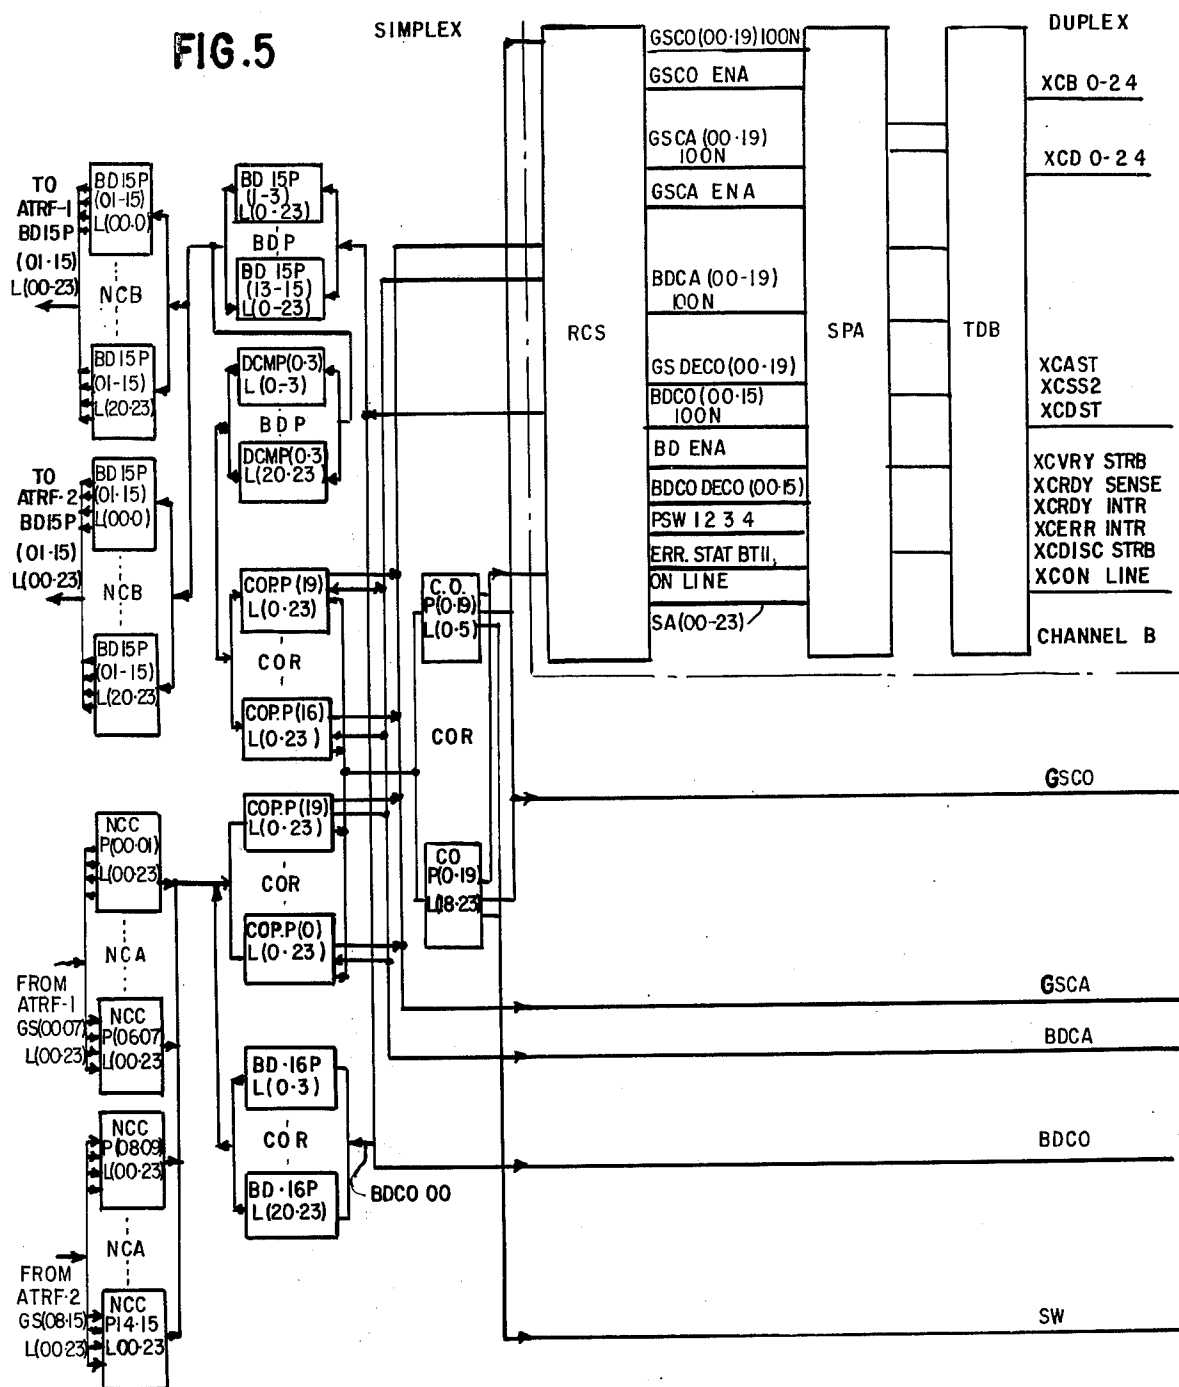 FIG.5
SIMPLEX
DUPLEX
GSCO(00-19)100N
GSCO ENA
GSCA (00-19)
100N
GSCA ENA
BDCA (00-19)
100N
GS DECO(00-19)
BDCO (00-15)
100N
BD ENA
BDCO DECO (00-15)
PSW 1 2 3 4
ERR. STAT BT11,
ON LINE
SA(00-23)
RCS
SPA
TDB
XCB 0-24
XCD 0-24
XCAST
XCSS2
XCDST
XCVRY STRB
XCRDY SENSE
XCRDY INTR
XCERR INTR
XCDISC STRB
XCON LINE
CHANNEL B
TO
ATRF-1
BD15P
(01-15)
L(00-23)
BD15P
(01-15)
L(00-0)
NCB
BD15P
(01-15)
L(20-23)
TO
ATRF-2
BD15P
(01-15)
L(00-23)
BD15P
(01-15)
L(00-0)
NCB
BD15P
(01-15)
L(20-23)
BD 15P
(1-3)
L(0-23)
BDP
BD 15P
(13-15)
L(0-23)
DCMP(0-3)
L(0-3)
BDP
DCMP(0-3)
L(20-23)
COP.P(19)
L(0-23)
COR
COP.P(16)
L(0-23)
COP.P(19)
L(0-23)
COR
COP.P(0)
L(0-23)
BD-16P
L(0-3)
COR
BD-16P
L(20-23)
BDCO 00
C.O.
P(0-19)
L(0-5)
COR
CO
P(0-19)
L(18-23)
NCC
P(00-01)
L(00-23)
NCA
FROM
ATRF-1
GS(00-07)
L(00-23)
NCC
P(0607)
L(00-23)
NCC
P(0809)
L(00-23)
NCA
FROM
ATRF-2
GS(08-15)
L(00-23)
NCC
P14-15
L00-23
GSCO
GSCA
BDCA
BDCO
SW